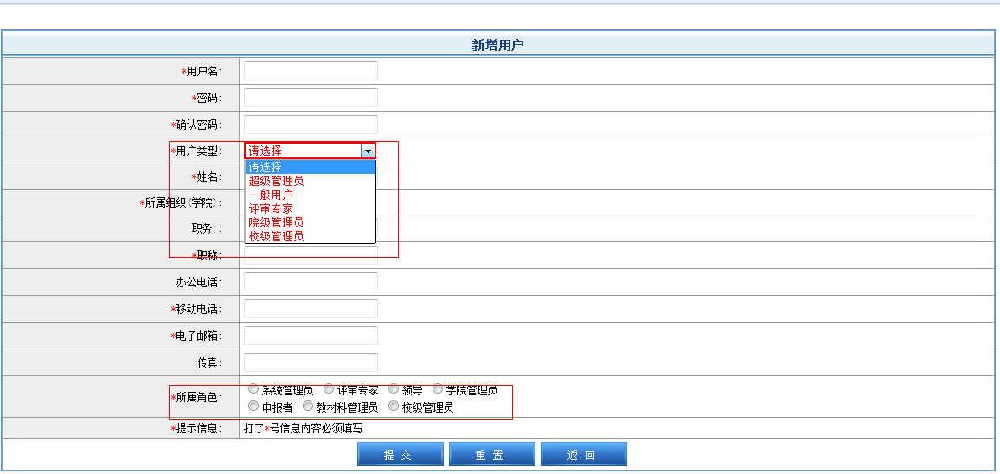 新增用户
*用户名:
*密码:
*确认密码:
*用户类型: 请选择
请选择
*姓名: 超级管理员
一般用户
*所属组织(学院): 评审专家
职务 : 院级管理员
校级管理员
*职称:
办公电话:
*移动电话:
*电子邮箱:
传真:
*所属角色: 系统管理员 评审专家 领导 学院管理员
申报者 教材科管理员 校级管理员
*提示信息: 打了*号信息内容必须填写
提 交 重 置 返 回